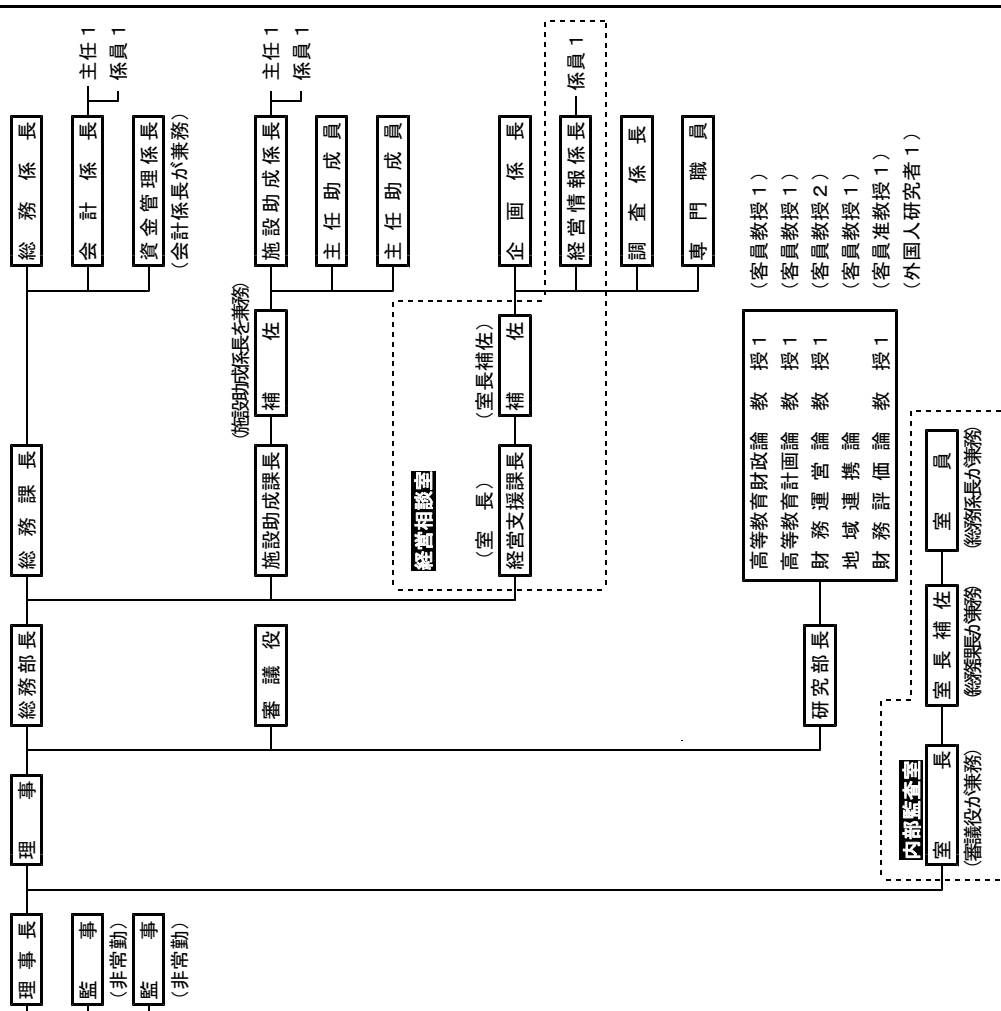 理事長
監事
(非常勤)
監事
(非常勤)
理事
総務部長
審議役
研究部長
総務課長
総務係長
会計係長
主任1
係員1
資金管理係長
(会計係長が兼務)
施設助成課長
(施設助成係長を兼務)
補佐
施設助成係長
主任1
係員1
主任助成員
主任助成員
経営相談室
(室長)
経営支援課長
(室長補佐)
補佐
企画係長
経営情報係長
係員1
調査係長
専門職員
高等教育財政論 教授1 (客員教授1)
高等教育計画論 教授1 (客員教授1)
財務運営論 教授1 (客員教授2)
地域連携論 (客員教授1)
財務評価論 教授1 (客員准教授1)
(外国人研究者1)
内部監査室
室長
(審議役が兼務)
室長補佐
(総務課長が兼務)
室員
(総務係長が兼務)